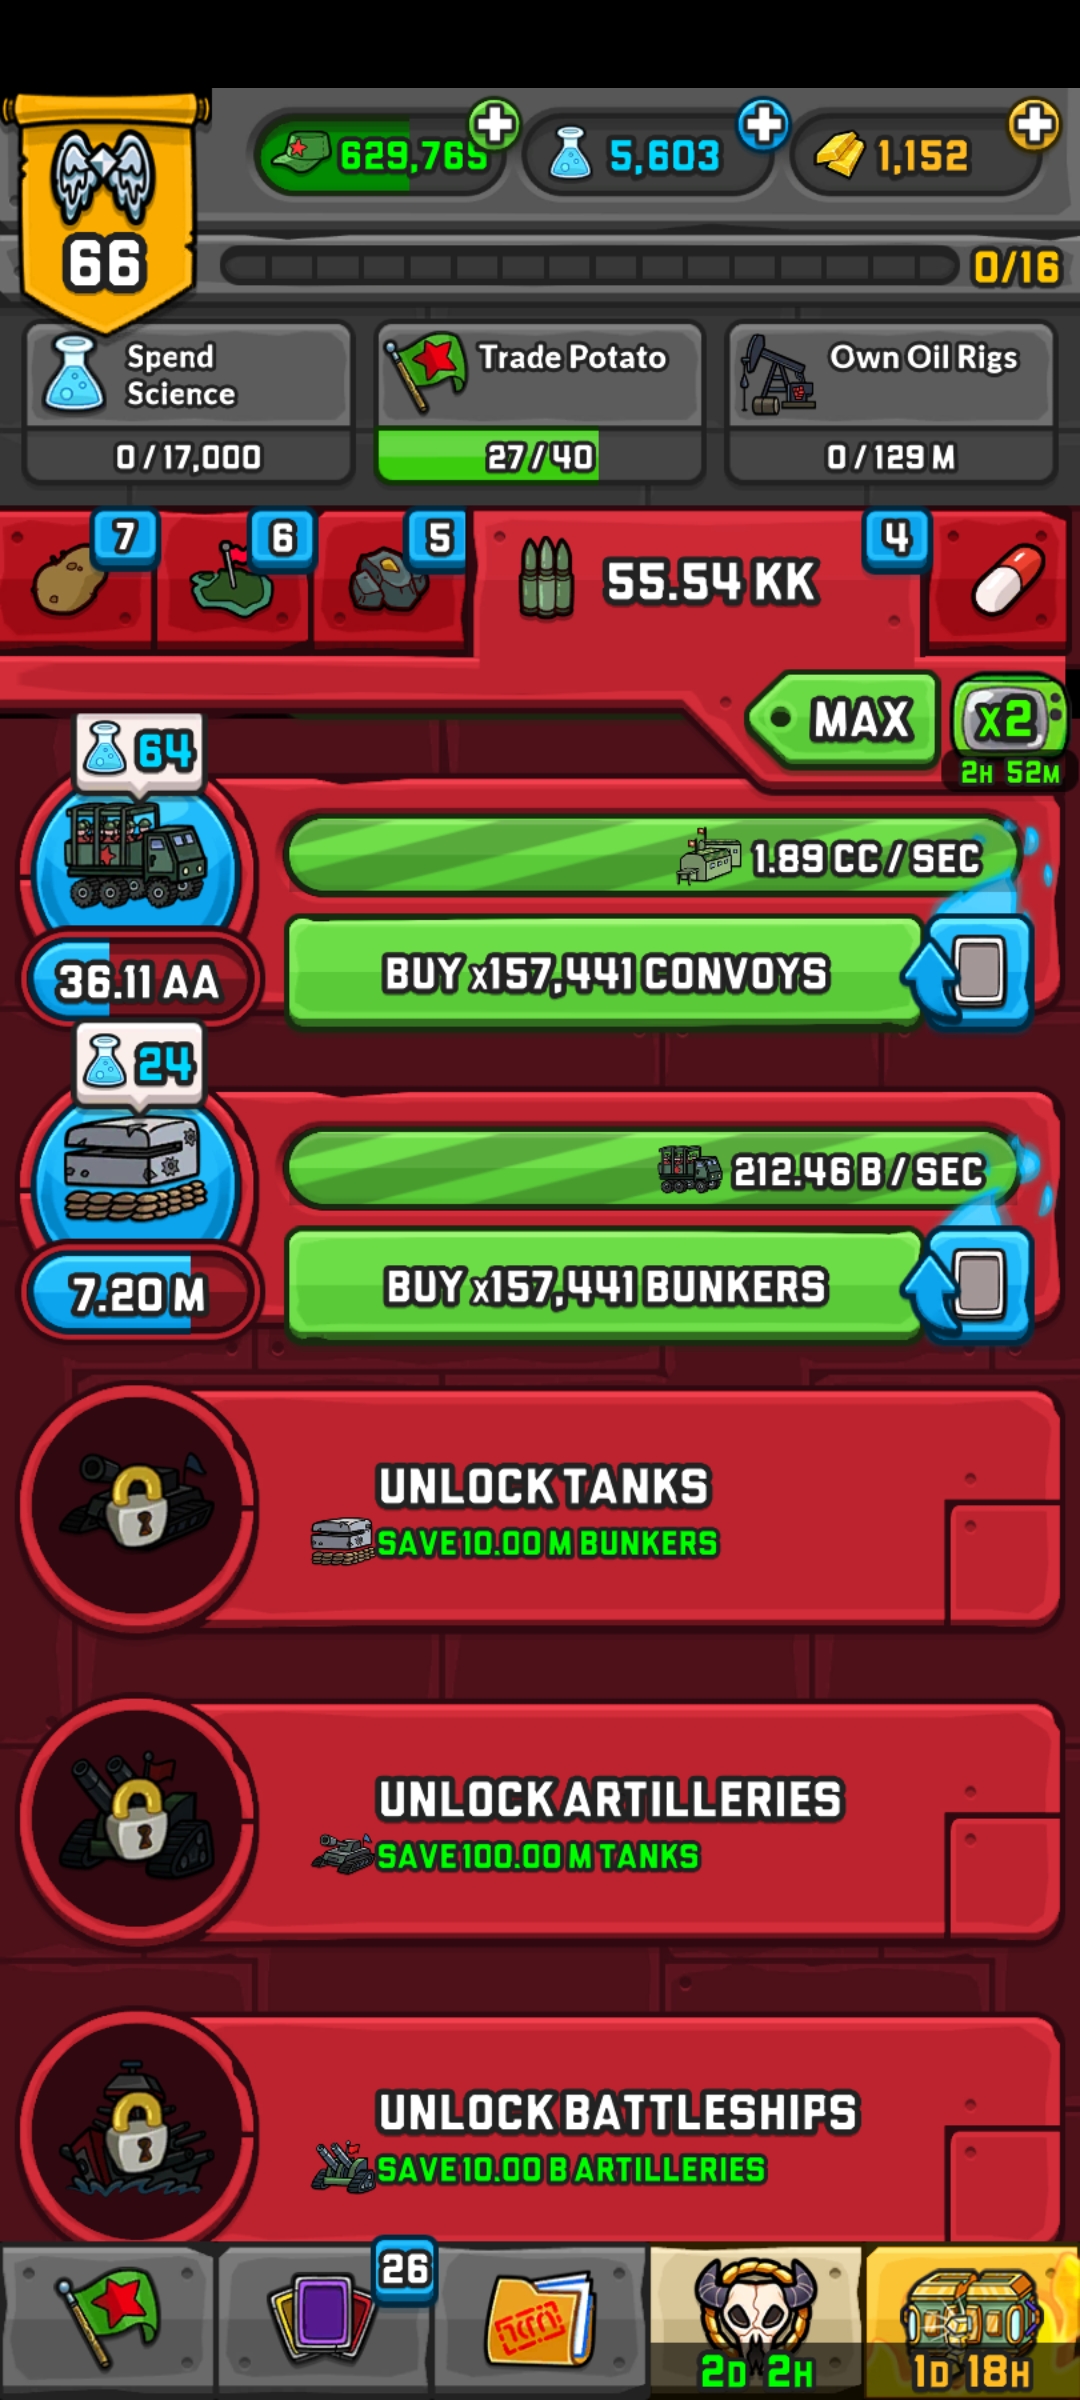 629,765
5,603
1,152
66
0/16
Spend
Science
0/17,000
Trade Potato
27/40
Own Oil Rigs
0/129 M
7
6
5
55.54 KK
4
MAX
x2
2H 52M
64
1.89 CC / SEC
36.11 AA
BUY x157,441 CONVOYS
24
212.46 B / SEC
7.20 M
BUY x157,441 BUNKERS
UNLOCK TANKS
SAVE 10.00 M BUNKERS
UNLOCK ARTILLERIES
SAVE 100.00 M TANKS
UNLOCK BATTLESHIPS
SAVE 10.00 B ARTILLERIES
26
2D 2H
1D 18H